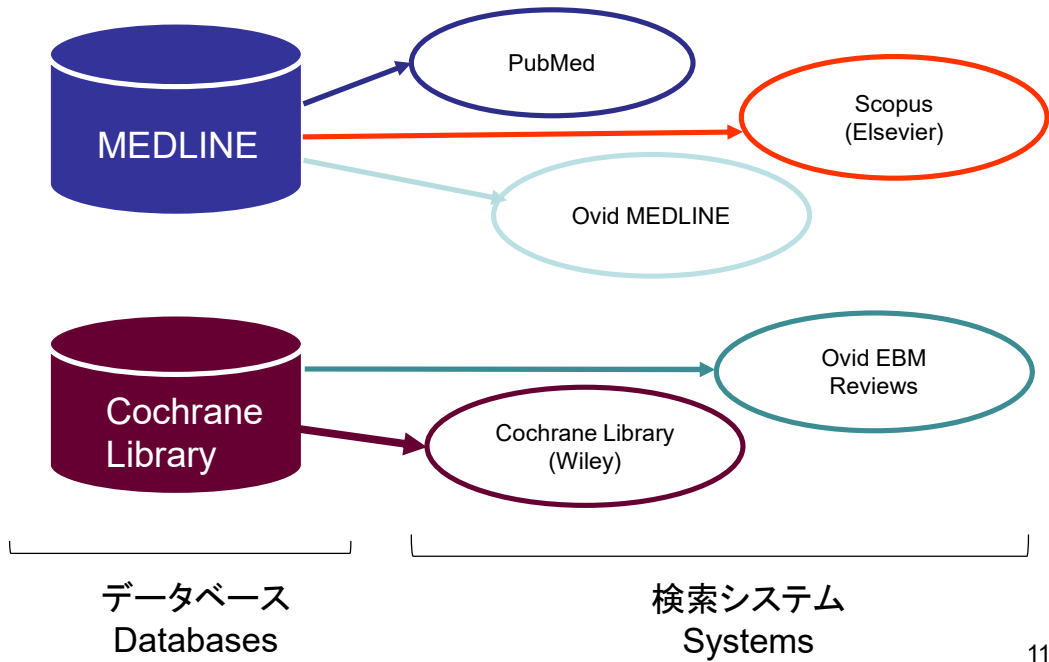 MEDLINE
PubMed
Scopus
(Elsevier)
Ovid MEDLINE
Cochrane
Library
Ovid EBM
Reviews
Cochrane Library
(Wiley)
データベース
Databases
検索システム
Systems
11